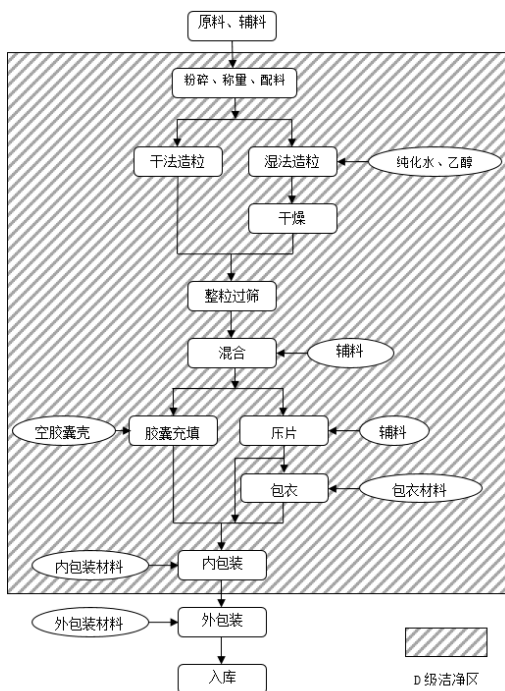 原料、辅料
粉碎、称量、配料
干法造粒
湿法造粒
纯化水、乙醇
干燥
整粒过筛
混合
辅料
空胶囊壳
胶囊充填
压片
辅料
包衣
包衣材料
内包装材料
内包装
外包装材料
外包装
入库
D级洁净区